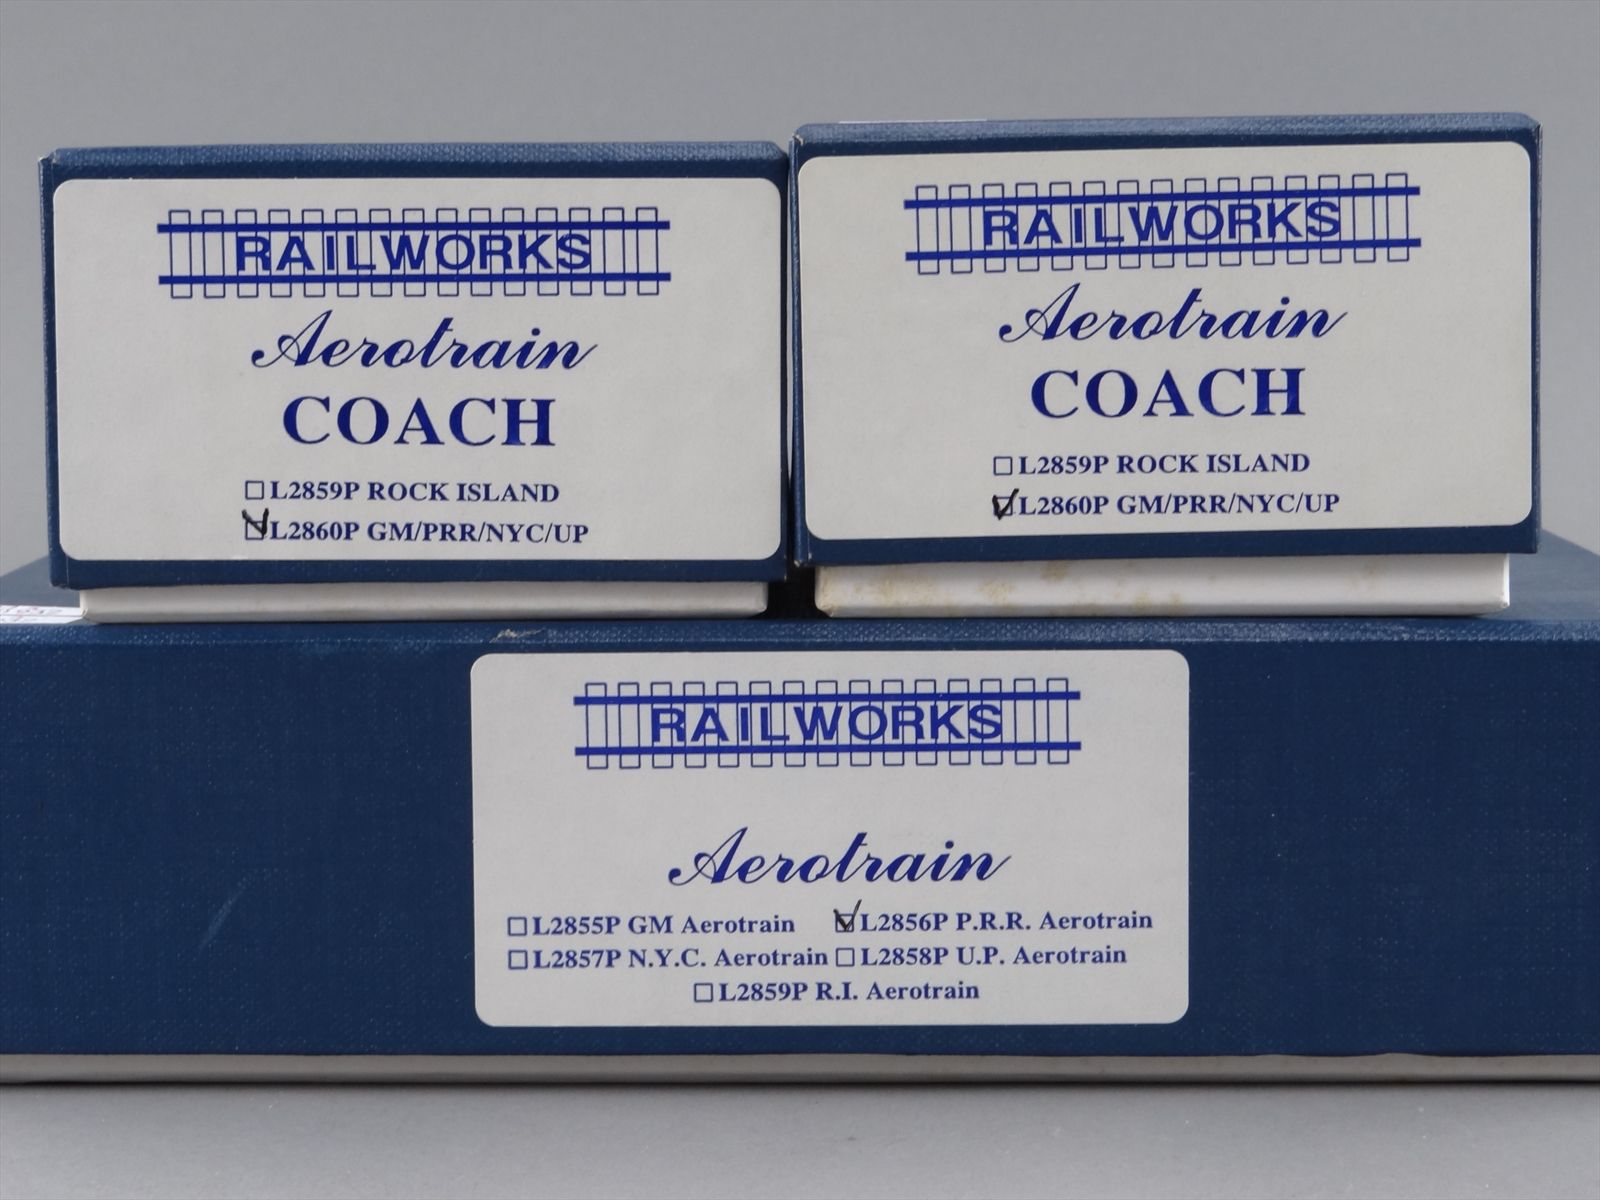 RAILWORKS
Aerotrain
COACH
L2859P ROCK ISLAND
L2860P GM/PRR/NYC/UP
RAILWORKS
Aerotrain
COACH
L2859P ROCK ISLAND
L2860P GM/PRR/NYC/UP
RAILWORKS
Aerotrain
L2855P GM Aerotrain L2856P P.R.R. Aerotrain
L2857P N.Y.C. Aerotrain L2858P U.P. Aerotrain
L2859P R.I. Aerotrain